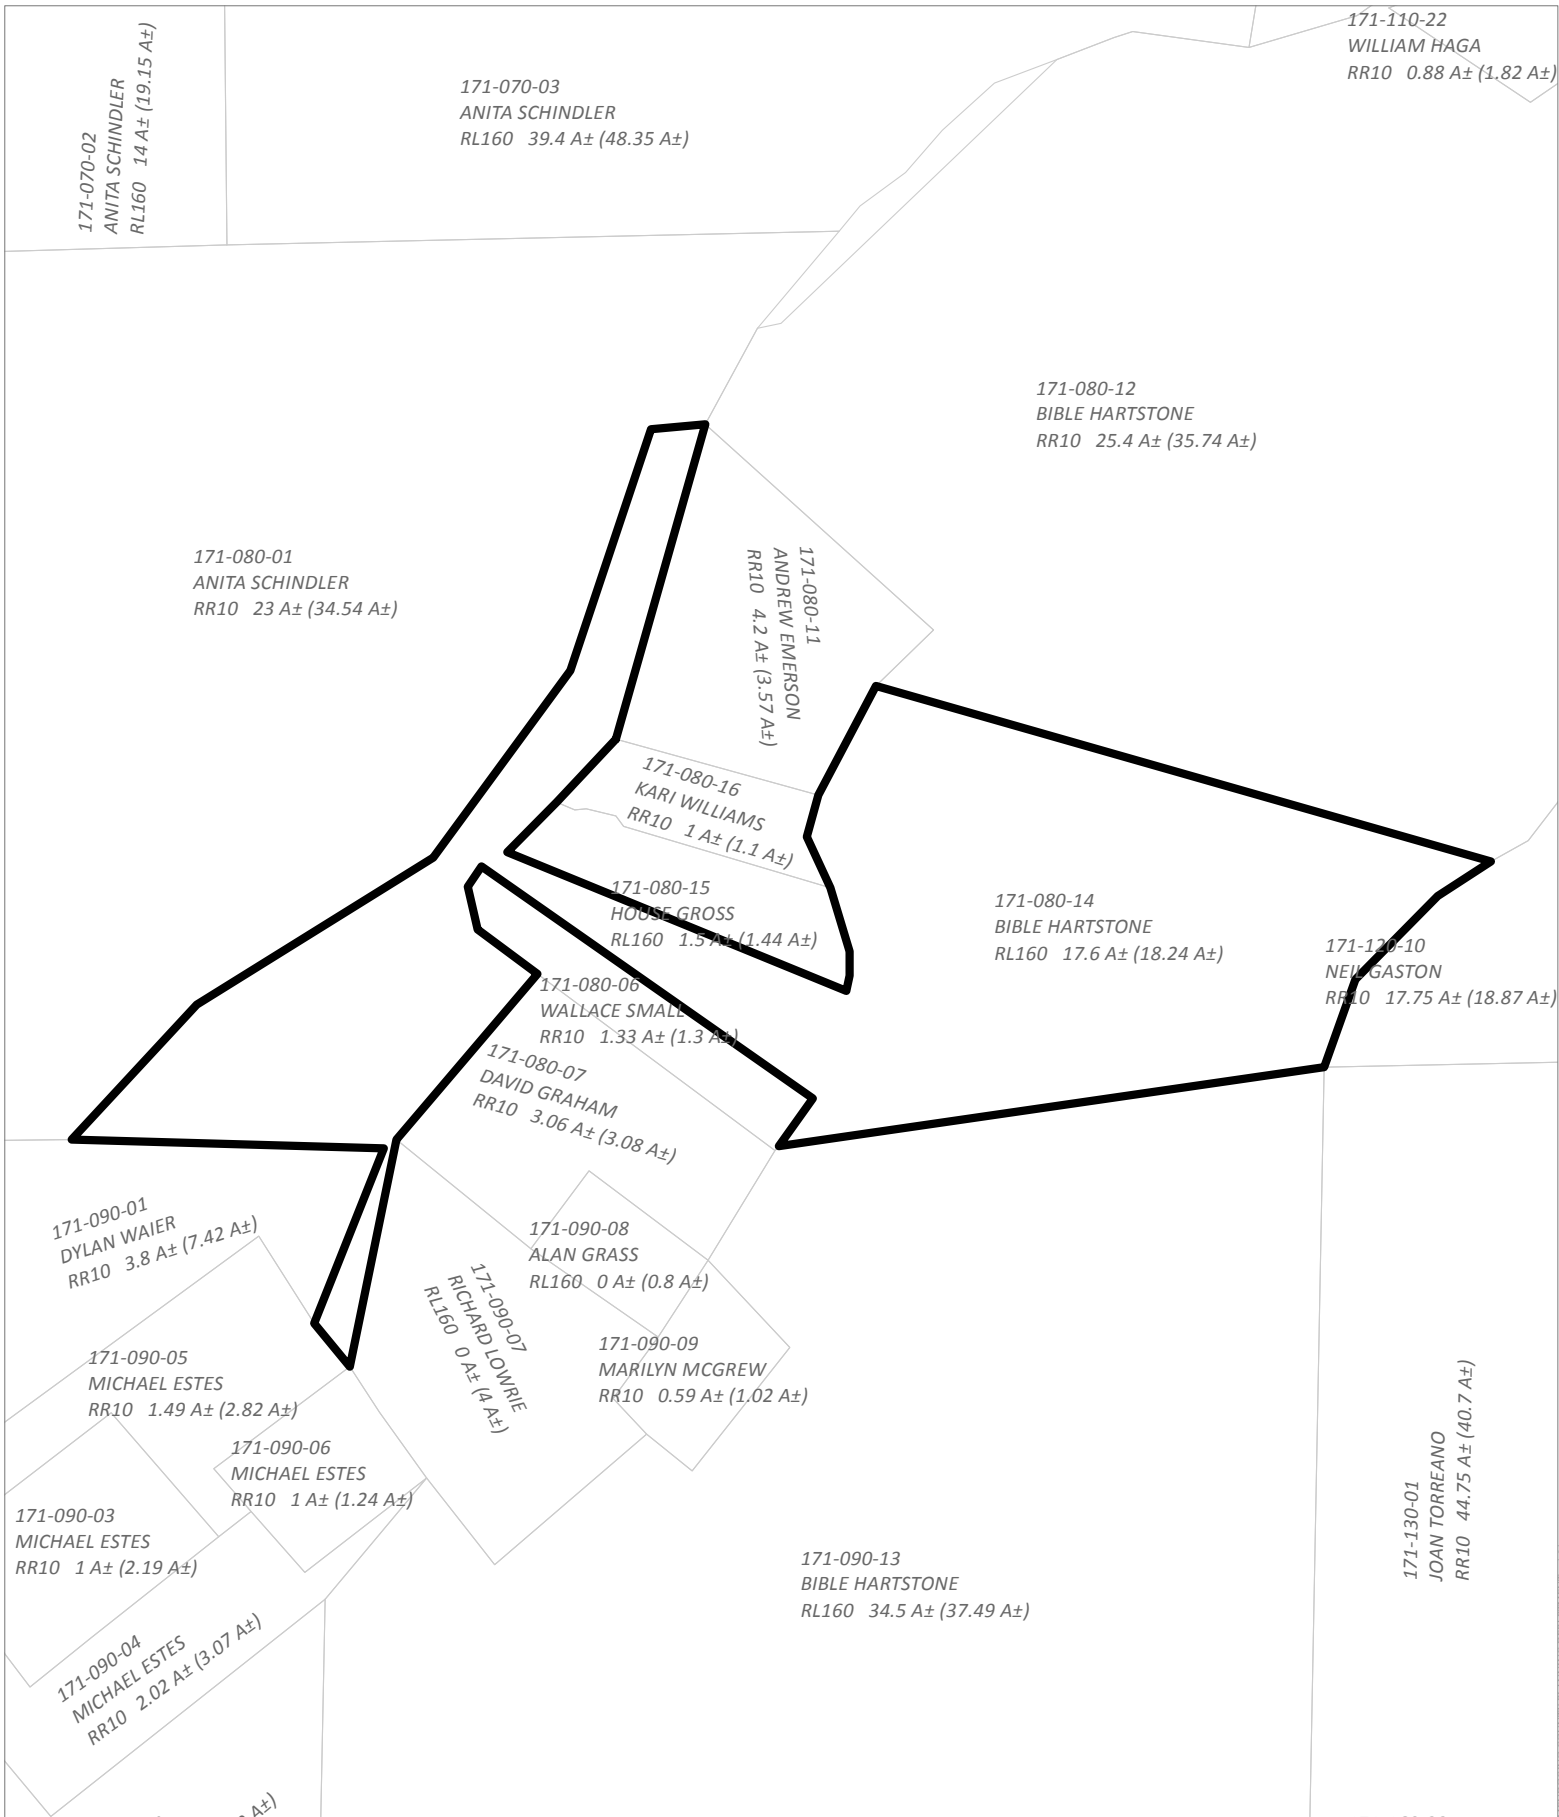 171-070-02
ANITA SCHINDLER
RL160 14 A± (19.15 A±)
171-070-03
ANITA SCHINDLER
RL160 39.4 A± (48.35 A±)
171-110-22
WILLIAM HAGA
RR10 0.88 A± (1.82 A±)
171-080-12
BIBLE HARTSTONE
RR10 25.4 A± (35.74 A±)
171-080-01
ANITA SCHINDLER
RR10 23 A± (34.54 A±)
171-080-11
ANDREW EMERSON
RR10 4.2 A± (3.57 A±)
171-080-16
KARI WILLIAMS
RR10 1 A± (1.1 A±)
171-080-15
HOUSE GROSS
RL160 1.5 A± (1.44 A±)
171-080-14
BIBLE HARTSTONE
RL160 17.6 A± (18.24 A±)
171-120-10
NEIL GASTON
RR10 17.75 A± (18.87 A±)
171-080-06
WALLACE SMALL
RR10 1.33 A± (1.3 A±)
171-080-07
DAVID GRAHAM
RR10 3.06 A± (3.08 A±)
171-090-01
DYLAN WAIER
RR10 3.8 A± (7.42 A±)
171-090-08
ALAN GRASS
RL160 0 A± (0.8 A±)
171-090-07
RICHARD LOWRIE
RL160 0 A± (4 A±)
171-090-09
MARILYN MCGREW
RR10 0.59 A± (1.02 A±)
171-090-05
MICHAEL ESTES
RR10 1.49 A± (2.82 A±)
171-090-06
MICHAEL ESTES
RR10 1 A± (1.24 A±)
171-090-03
MICHAEL ESTES
RR10 1 A± (2.19 A±)
171-130-01
JOAN TORREANO
RR10 44.75 A± (40.7 A±)
171-090-13
BIBLE HARTSTONE
RL160 34.5 A± (37.49 A±)
171-090-04
MICHAEL ESTES
RR10 2.02 A± (3.07 A±)
A±)